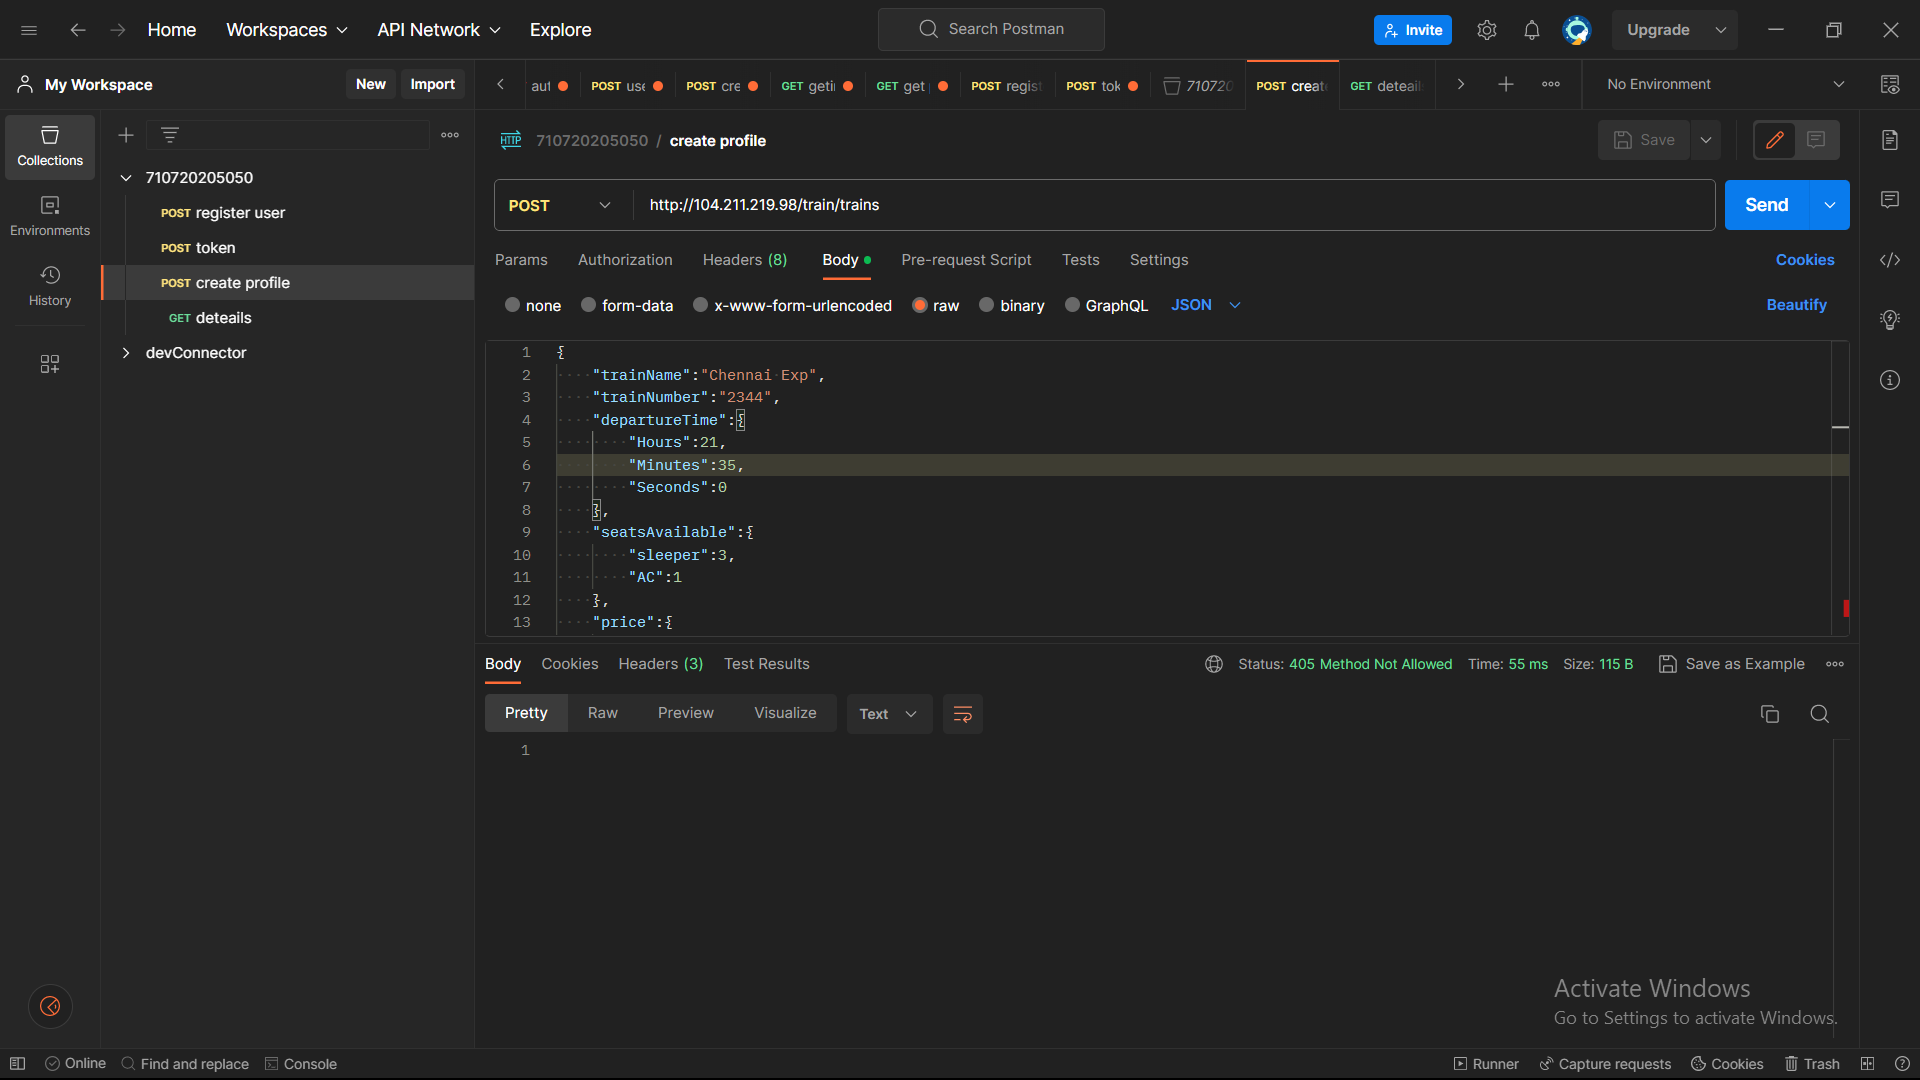 Home
Workspaces
API Network
Explore
Search Postman
Invite
Upgrade
My Workspace
New
Import
aut
POST use
POST cre
GET getin
GET get
POST regist
POST tok
710720
POST create
GET deteail
No Environment
Collections
Environments
History
710720205050
POST register user
POST token
POST create profile
GET deteails
devConnector
HTTP 710720205050 / create profile
Save
POST
http://104.211.219.98/train/trains
Send
Params
Authorization
Headers (8)
Body
Pre-request Script
Tests
Settings
Cookies
none
form-data
x-www-form-urlencoded
raw
binary
GraphQL
JSON
Beautify
1 {
2 "trainName":"Chennai Exp",
3 "trainNumber":"2344",
4 "departureTime":{
5 "Hours":21,
6 "Minutes":35,
7 "Seconds":0
8 },
9 "seatsAvailable":{
10 "sleeper":3,
11 "AC":1
12 },
13 "price":{
Body
Cookies
Headers (3)
Test Results
Status: 405 Method Not Allowed
Time: 55 ms
Size: 115 B
Save as Example
Pretty
Raw
Preview
Visualize
Text
1
Activate Windows
Go to Settings to activate Windows.
Online
Find and replace
Console
Runner
Capture requests
Cookies
Trash